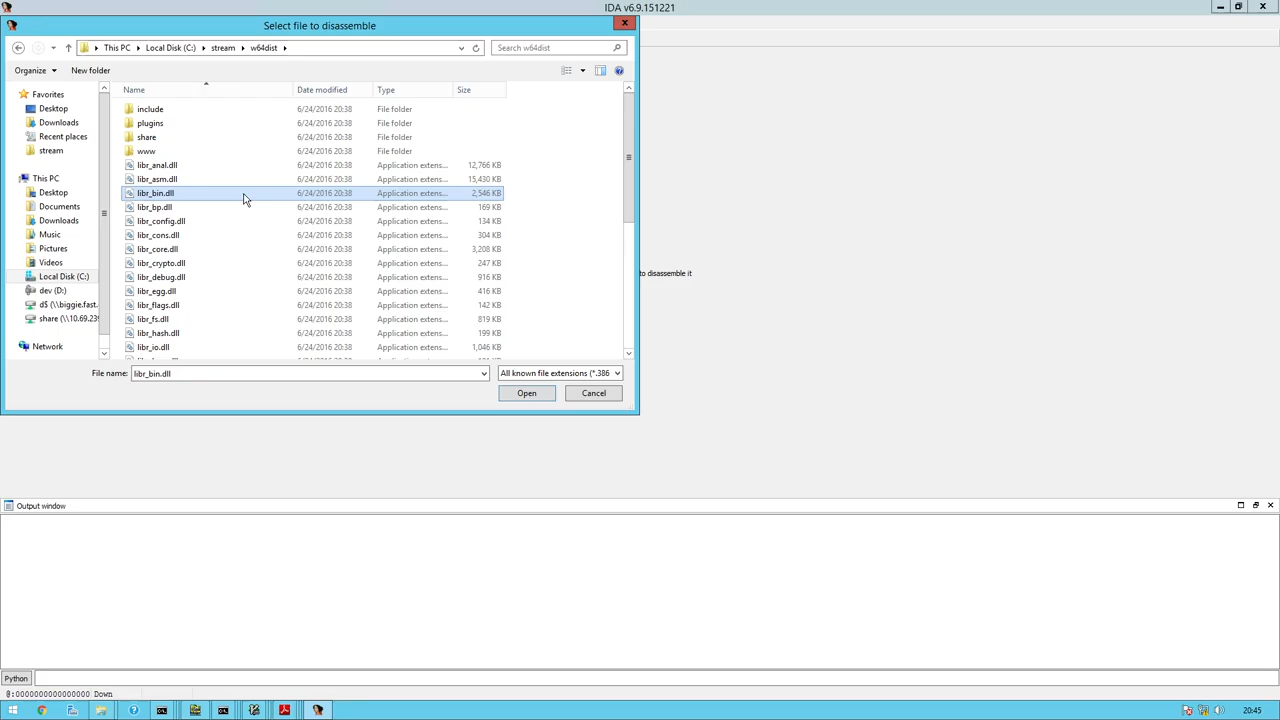 IDA v6.9.151221
Select file to disassemble
This PC
Local Disk (C:)
stream
w64dist
Search w64dist
Organize
New folder
Name
Date modified
Type
Size
Favorites
Desktop
Downloads
Recent places
stream
This PC
Desktop
Documents
Downloads
Music
Pictures
Videos
Local Disk (C:)
dev (D:)
d$ (\\biggie.fast.
share (\\10.69.239
Network
include 6/24/2016 20:38 File folder
plugins 6/24/2016 20:38 File folder
share 6/24/2016 20:38 File folder
www 6/24/2016 20:38 File folder
libr_anal.dll 6/24/2016 20:38 Application extens... 12,766 KB
libr_asm.dll 6/24/2016 20:38 Application extens... 15,430 KB
libr_bin.dll 6/24/2016 20:38 Application extens... 2,546 KB
libr_bp.dll 6/24/2016 20:38 Application extens... 169 KB
libr_config.dll 6/24/2016 20:38 Application extens... 134 KB
libr_cons.dll 6/24/2016 20:38 Application extens... 304 KB
libr_core.dll 6/24/2016 20:38 Application extens... 3,208 KB
libr_crypto.dll 6/24/2016 20:38 Application extens... 247 KB
libr_debug.dll 6/24/2016 20:38 Application extens... 916 KB
libr_egg.dll 6/24/2016 20:38 Application extens... 416 KB
libr_flags.dll 6/24/2016 20:38 Application extens... 142 KB
libr_fs.dll 6/24/2016 20:38 Application extens... 819 KB
libr_hash.dll 6/24/2016 20:38 Application extens... 199 KB
libr_io.dll 6/24/2016 20:38 Application extens... 1,046 KB
to disassemble it
File name:
libr_bin.dll
All known file extensions (*.386
Open
Cancel
Output window
Python
@:0000000000000000 Down
20:45